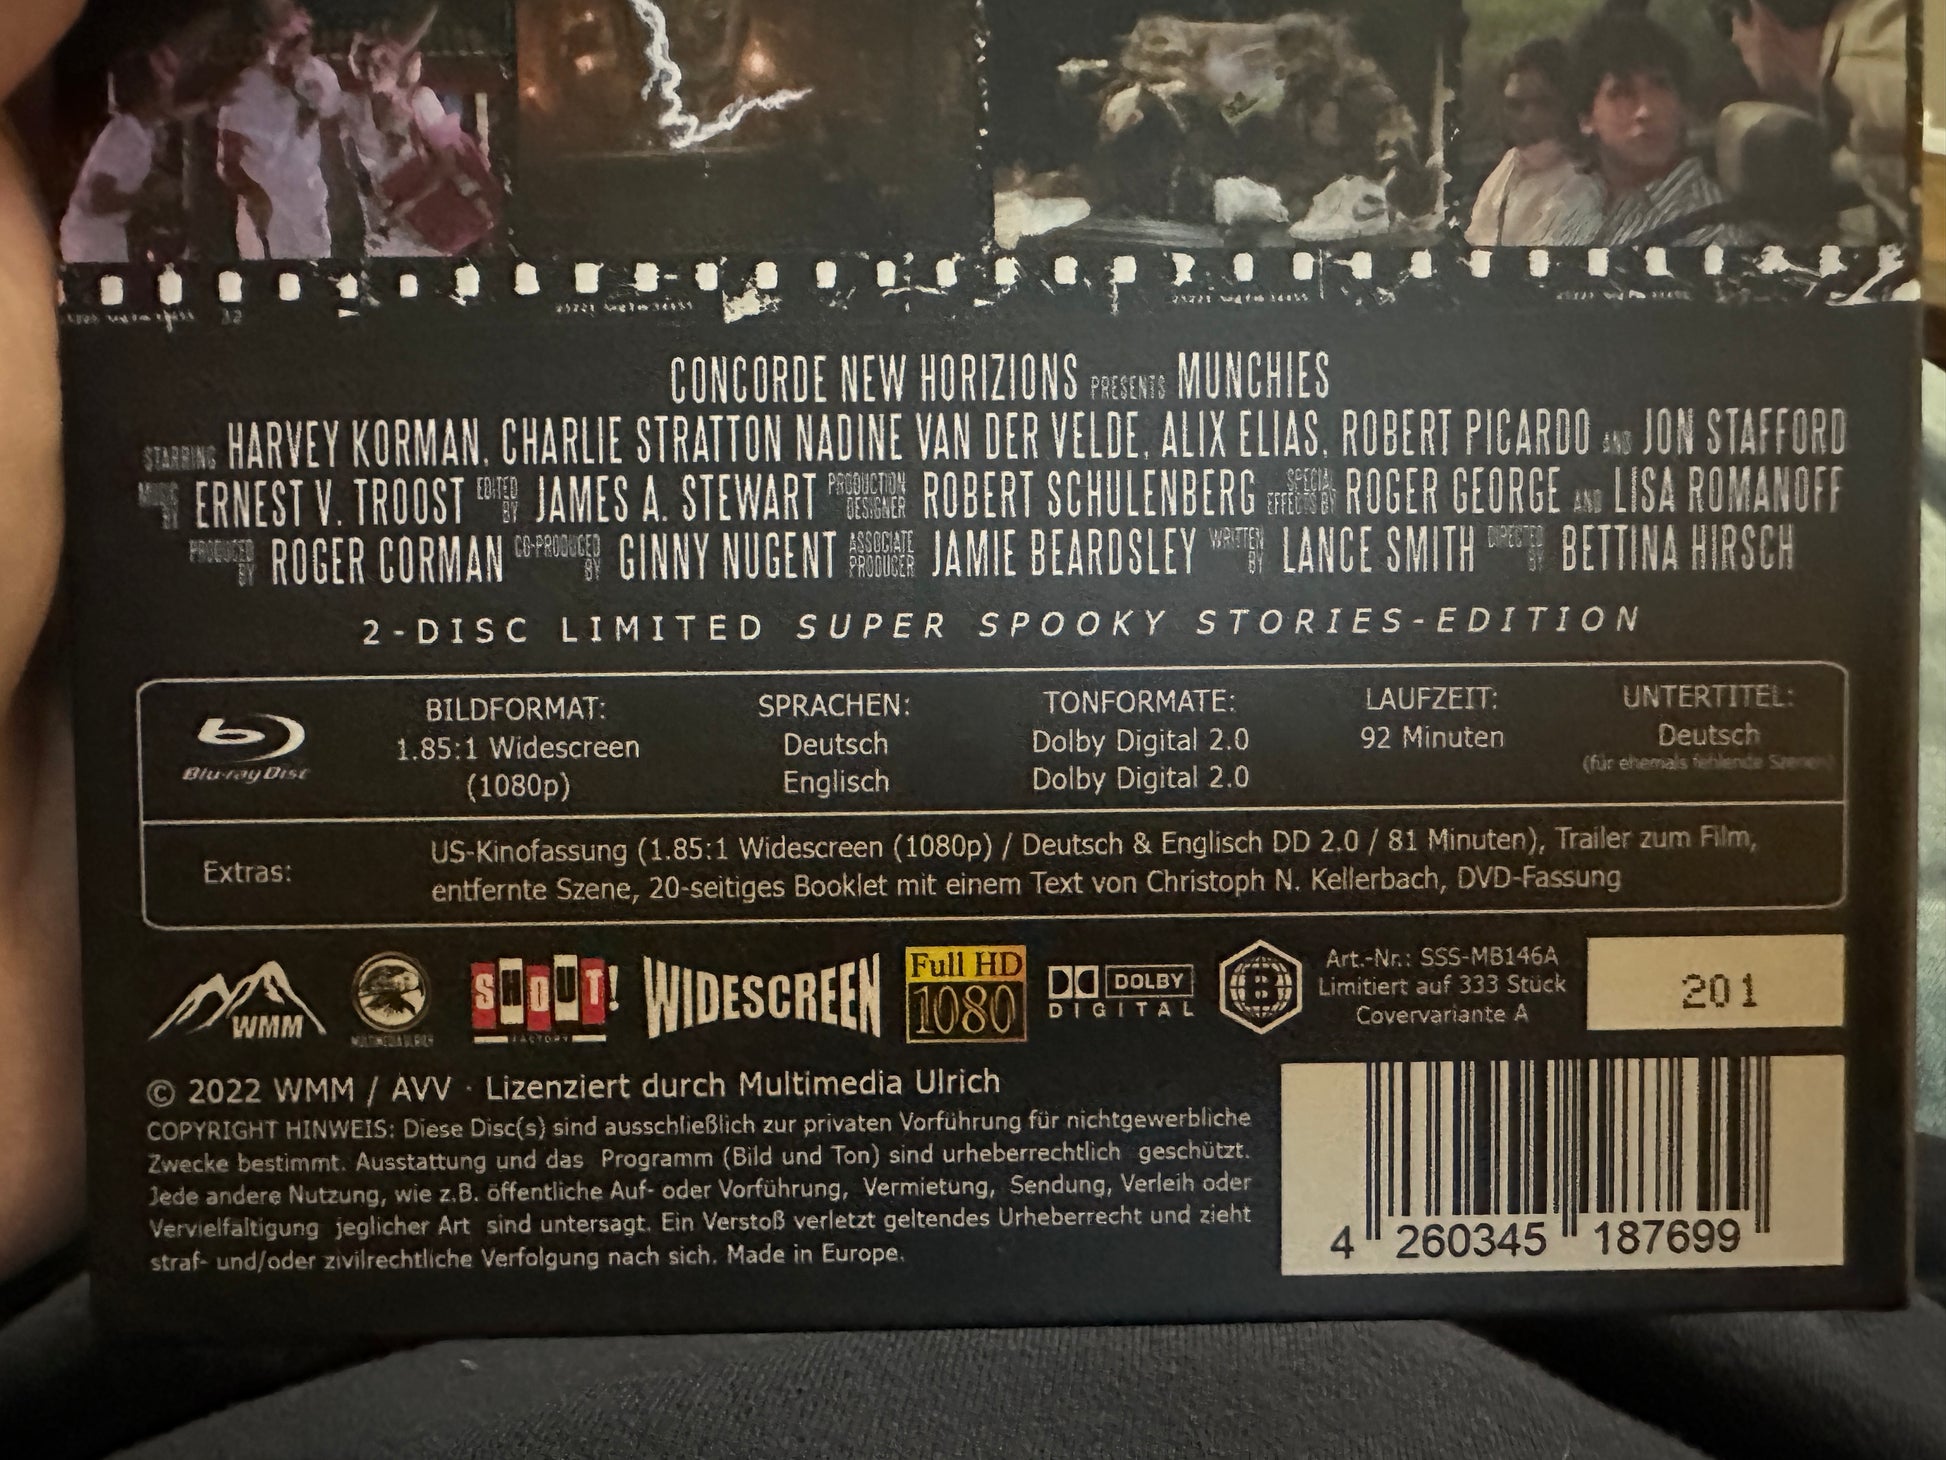 CONCORDE NEW HORIZIONS PRESENTS MUNCHIES
STARRING HARVEY KORMAN, CHARLIE STRATTON NADINE VAN DER VELDE, ALIX ELIAS, ROBERT PICARDO AND JON STAFFORD
MUSIC BY ERNEST V. TROOST EDITED BY JAMES A. STEWART PRODUCTION DESIGNER ROBERT SCHULENBERG SPECIAL EFFECTS BY ROGER GEORGE AND LISA ROMANOFF
PRODUCED BY ROGER CORMAN CO-PRODUCED BY GINNY NUGENT ASSOCIATE PRODUCER JAMIE BEARDSLEY WRITTEN BY LANCE SMITH DIRECTED BY BETTINA HIRSCH
2-DISC LIMITED SUPER SPOOKY STORIES-EDITION
Blu-ray Disc
BILDFORMAT:
1.85:1 Widescreen
(1080p)
SPRACHEN:
Deutsch
Englisch
TONFORMATE:
Dolby Digital 2.0
Dolby Digital 2.0
LAUFZEIT:
92 Minuten
UNTERTITEL:
Deutsch
(für ehemals fehlende Szenen)
Extras:
US-Kinofassung (1.85:1 Widescreen (1080p) / Deutsch & Englisch DD 2.0 / 81 Minuten), Trailer zum Film,
entfernte Szene, 20-seitiges Booklet mit einem Text von Christoph N. Kellerbach, DVD-Fassung
WMM
MULTIMEDIA ULRICH
SHOUT!
FACTORY
WIDESCREEN
Full HD
1080
DOLBY
DIGITAL
B
Art.-Nr.: SSS-MB146A
Limitiert auf 333 Stück
Covervariante A
201
© 2022 WMM / AVV · Lizenziert durch Multimedia Ulrich
COPYRIGHT HINWEIS: Diese Disc(s) sind ausschließlich zur privaten Vorführung für nichtgewerbliche
Zwecke bestimmt. Ausstattung und das Programm (Bild und Ton) sind urheberrechtlich geschützt.
Jede andere Nutzung, wie z.B. öffentliche Auf- oder Vorführung, Vermietung, Sendung, Verleih oder
Vervielfältigung jeglicher Art sind untersagt. Ein Verstoß verletzt geltendes Urheberrecht und zieht
straf- und/oder zivilrechtliche Verfolgung nach sich. Made in Europe.
4 260345 187699